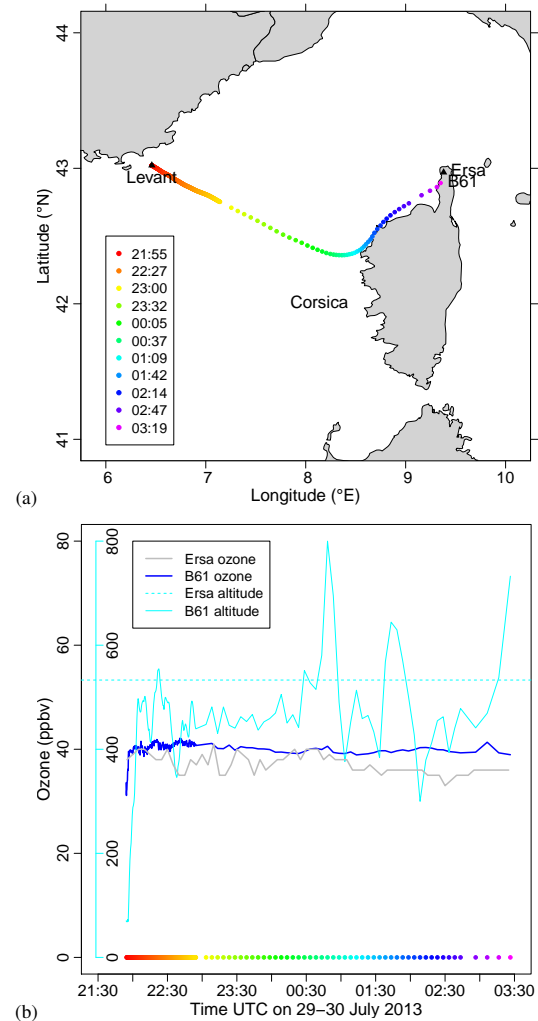 44
43
42
41
Latitude (°N)
Levant
Ersa
B61
Corsica
21:55
22:27
23:00
23:32
00:05
00:37
01:09
01:42
02:14
02:47
03:19
6 7 8 9 10
Longitude (°E)
(a)
80
60
40
20
0
Ozone (ppbv)
800
600
400
200
0
Ersa ozone
B61 ozone
Ersa altitude
B61 altitude
21:30 22:30 23:30 00:30 01:30 02:30 03:30
Time UTC on 29−30 July 2013
(b)